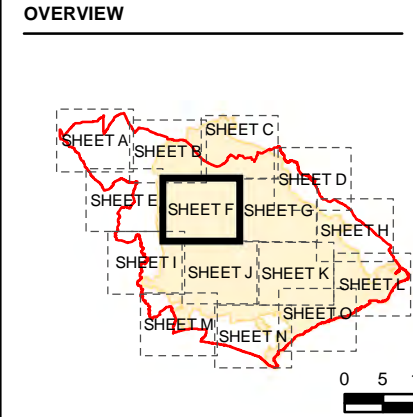 OVERVIEW
SHEET A
SHEET B
SHEET C
SHEET D
SHEET E
SHEET F
SHEET G
SHEET H
SHEET I
SHEET J
SHEET K
SHEET L
SHEET M
SHEET N
SHEET O
0 5